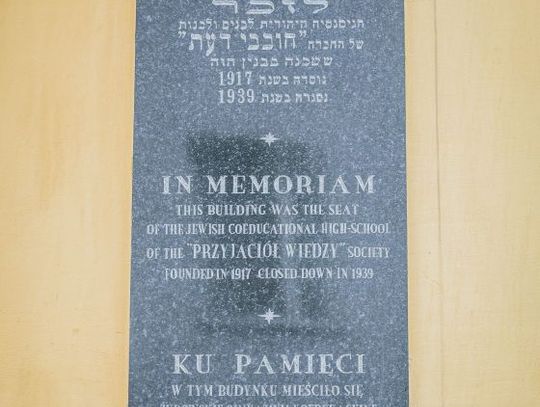 לזכר
הגימנסיה היהודית לבנים ולבנות
של החברה "חובבי דעת"
ששכנה בבנין הזה
נוסדה בשנת 1917
נסגרה בשנת 1939
IN MEMORIAM
THIS BUILDING WAS THE SEAT
OF THE JEWISH COEDUCATIONAL HIGH-SCHOOL
OF THE "PRZYJACIÓŁ WIEDZY" SOCIETY
FOUNDED IN 1917 CLOSED DOWN IN 1939
KU PAMIĘCI
W TYM BUDYNKU MIEŚCIŁO SIĘ